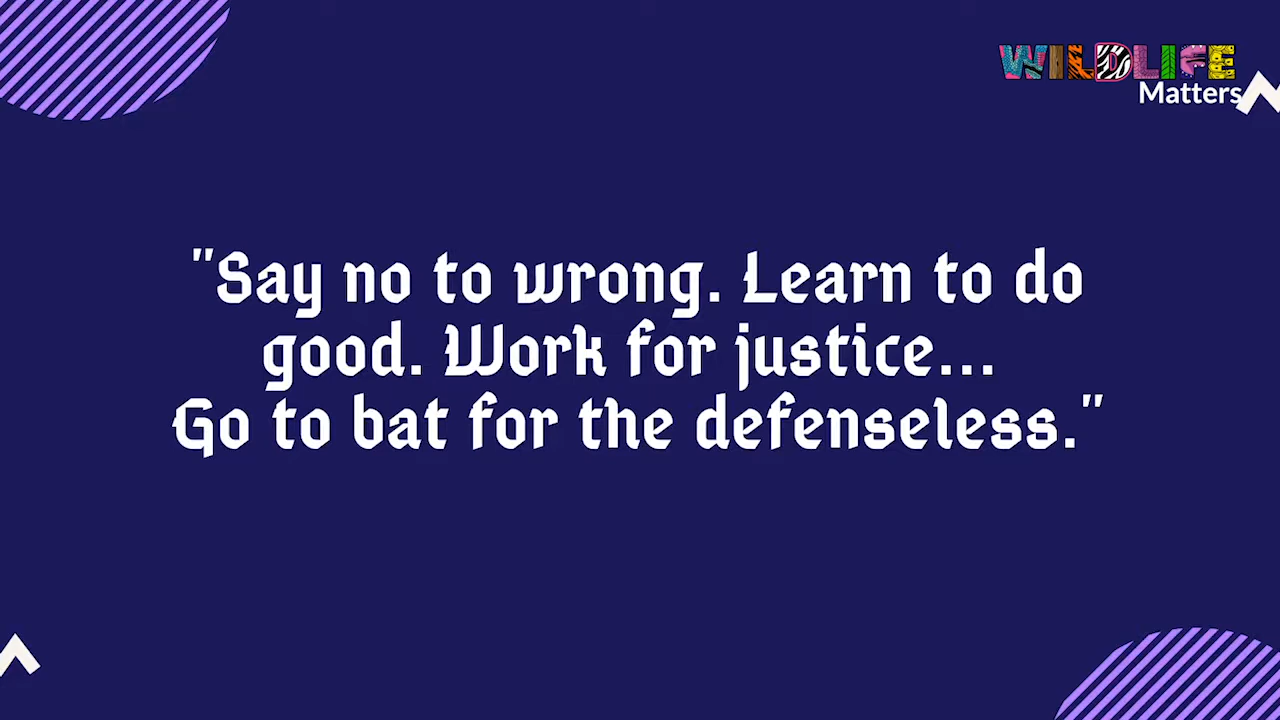 WILDLIFE
Matters
"Say no to wrong. Learn to do
good. Work for justice...
Go to bat for the defenseless."